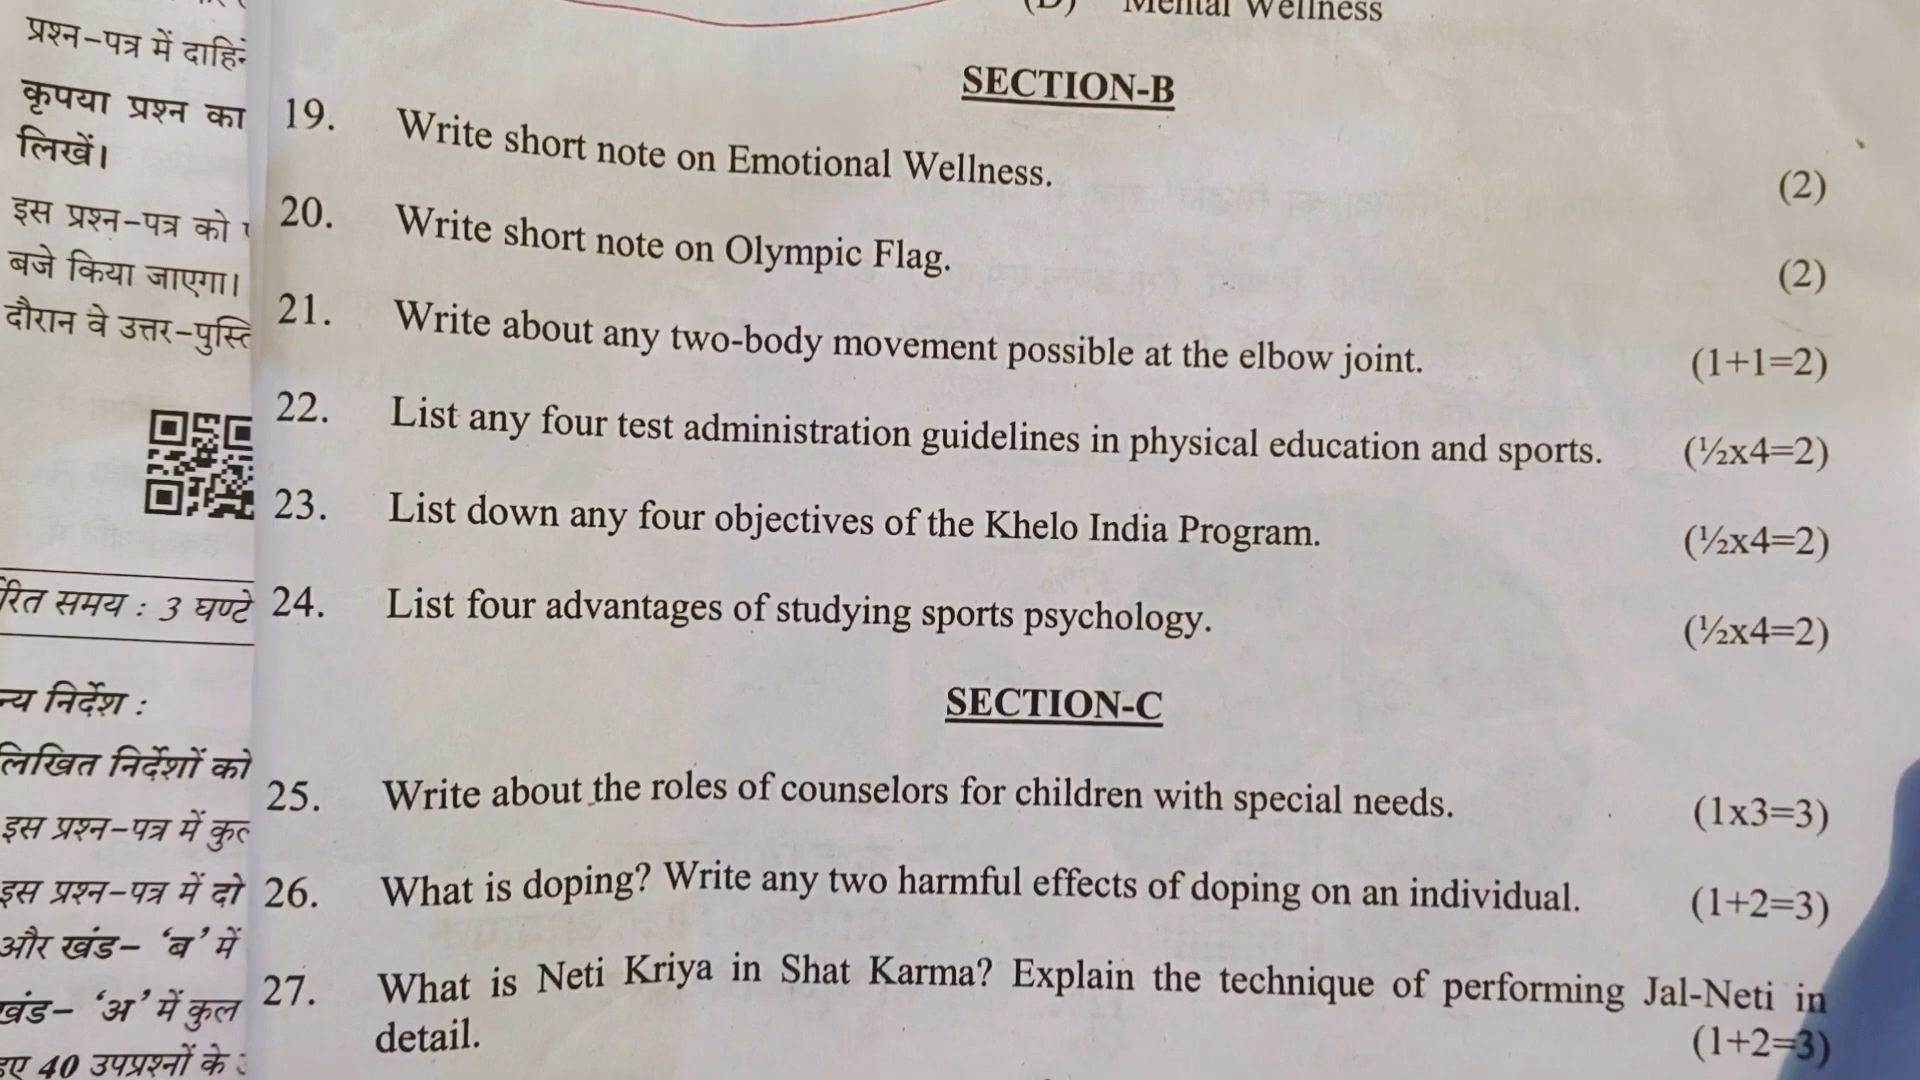 प्रश्न-पत्र में
कृपया प्रश्न का
लिखें।
इस प्रश्न-पत्र को
बजे किया जाएगा।
दौरान वे
समय : 3 घण्टे
निर्देश :
निर्देशों को
इस प्रश्न-पत्र में
इस प्रश्न-पत्र में दो
और खंड- 'ब' में
'अ' में कुल
40 उपप्रश्नों के
Mental Wellness
SECTION-B
19. Write short note on Emotional Wellness. (2)
20. Write short note on Olympic Flag. (2)
21. Write about any two-body movement possible at the elbow joint. (1+1=2)
22. List any four test administration guidelines in physical education and sports. (½x4=2)
23. List down any four objectives of the Khelo India Program. (½x4=2)
24. List four advantages of studying sports psychology. (½x4=2)
SECTION-C
25. Write about the roles of counselors for children with special needs. (1x3=3)
26. What is doping? Write any two harmful effects of doping on an individual. (1+2=3)
27. What is Neti Kriya in Shat Karma? Explain the technique of performing Jal-Neti in
detail. (1+2=3)